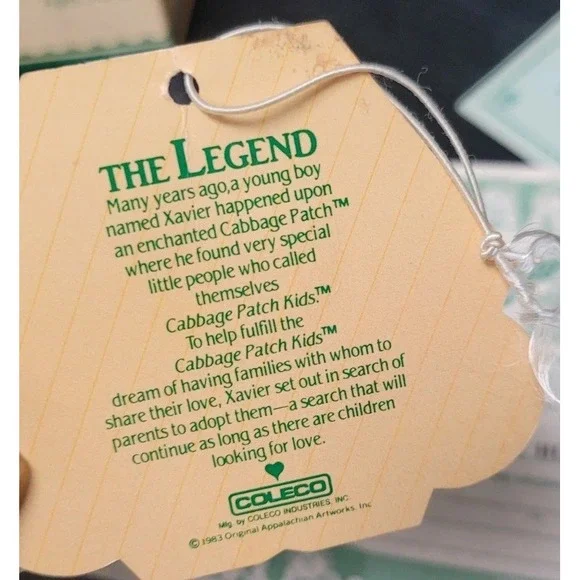 THE LEGEND
Many years ago, a young boy
named Xavier happened upon
an enchanted Cabbage Patch™
where he found very special
little people who called
themselves
Cabbage Patch Kids.™
To help fulfill the
Cabbage Patch Kids™
dream of having families with whom to
share their love, Xavier set out in search of
parents to adopt them—a search that will
continue as long as there are children
looking for love.
COLECO
Mfg. by COLECO INDUSTRIES, INC.
© 1983 Original Appalachian Artworks, Inc.